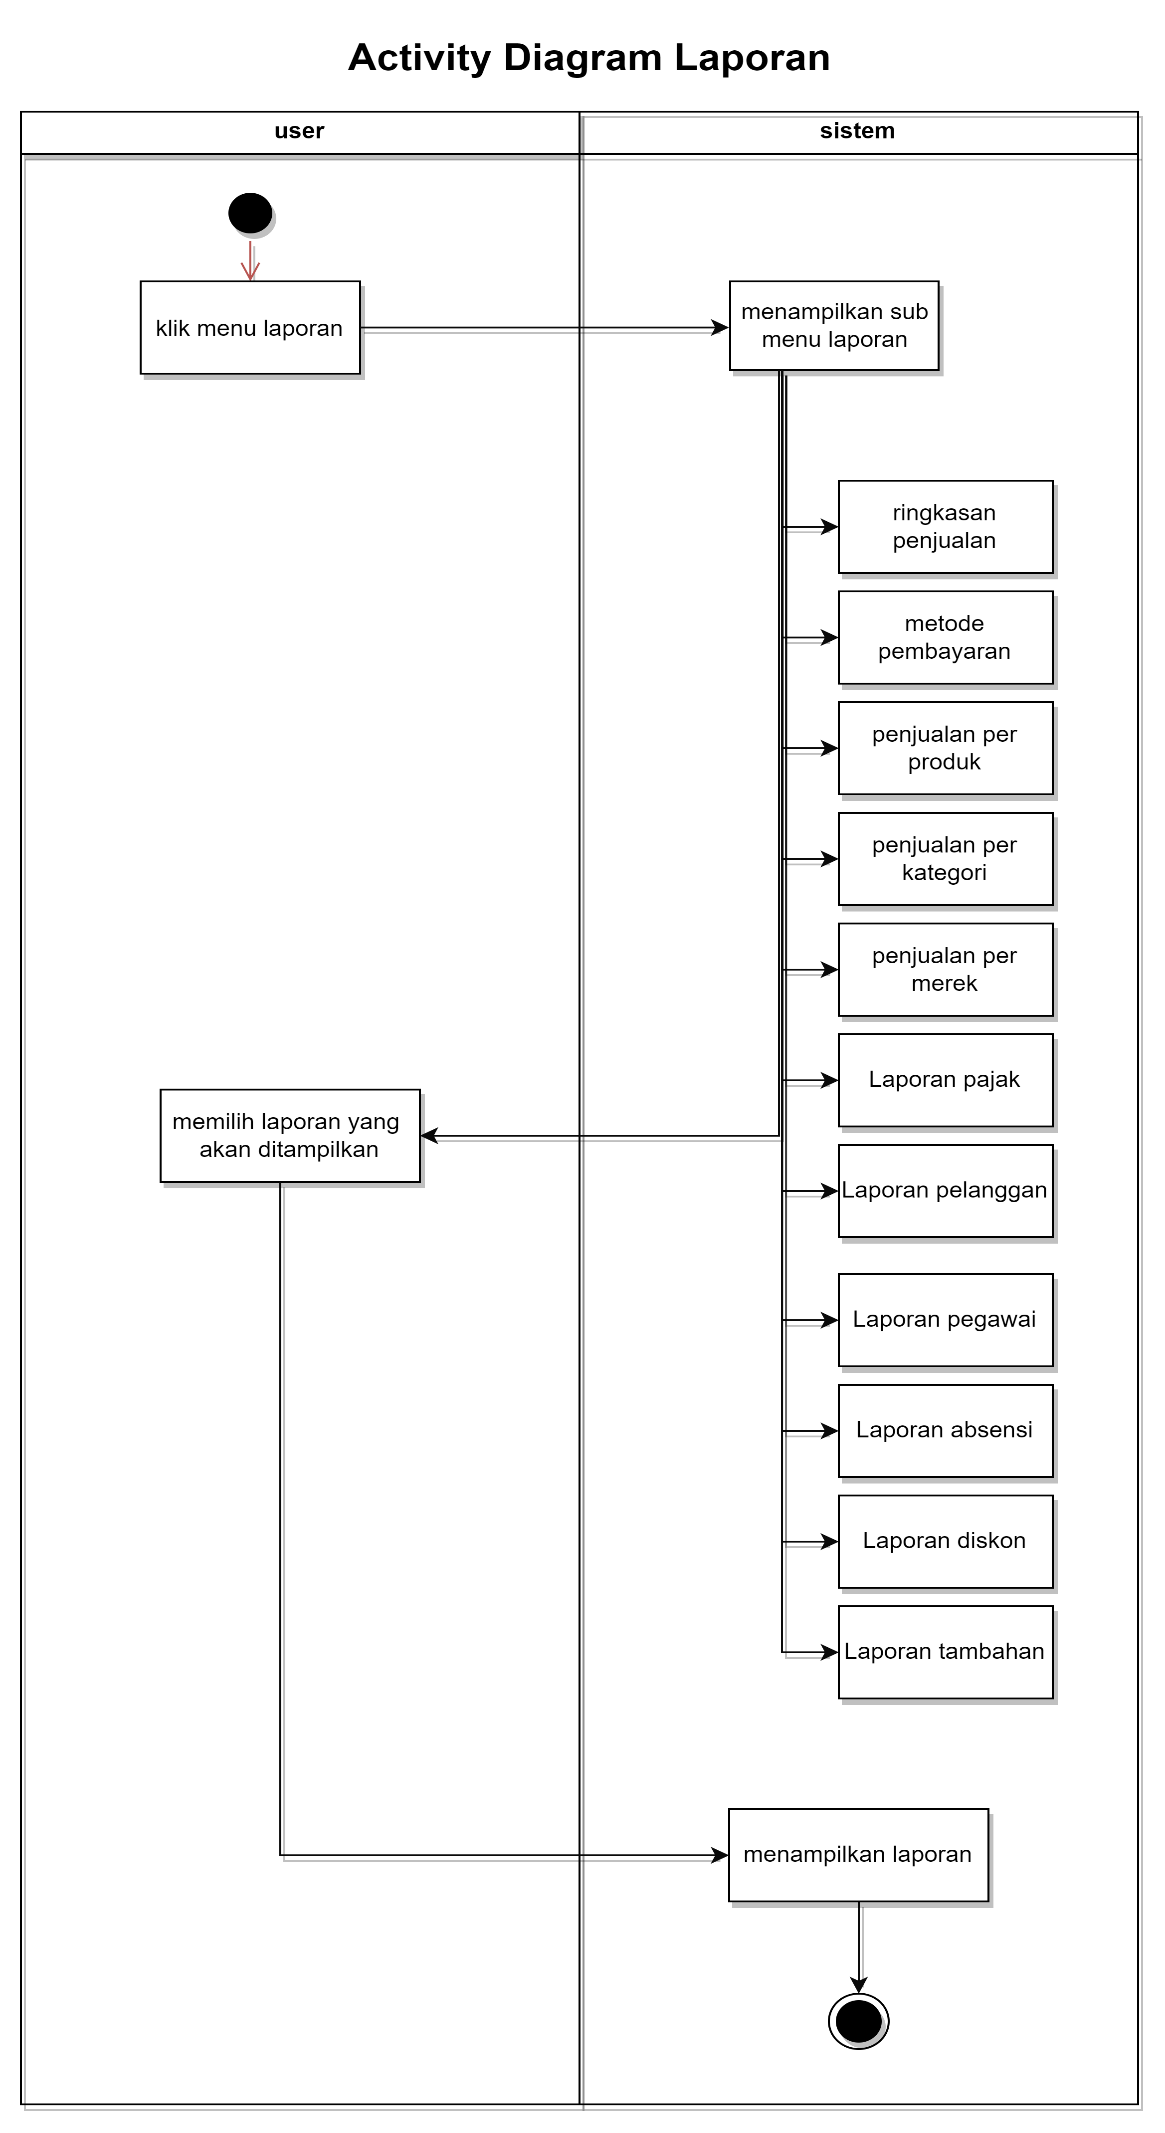 Activity Diagram Laporan
user
sistem
klik menu laporan
menampilkan sub
menu laporan
ringkasan
penjualan
metode
pembayaran
penjualan per
produk
penjualan per
kategori
penjualan per
merek
Laporan pajak
memilih laporan yang
akan ditampilkan
Laporan pelanggan
Laporan pegawai
Laporan absensi
Laporan diskon
Laporan tambahan
menampilkan laporan